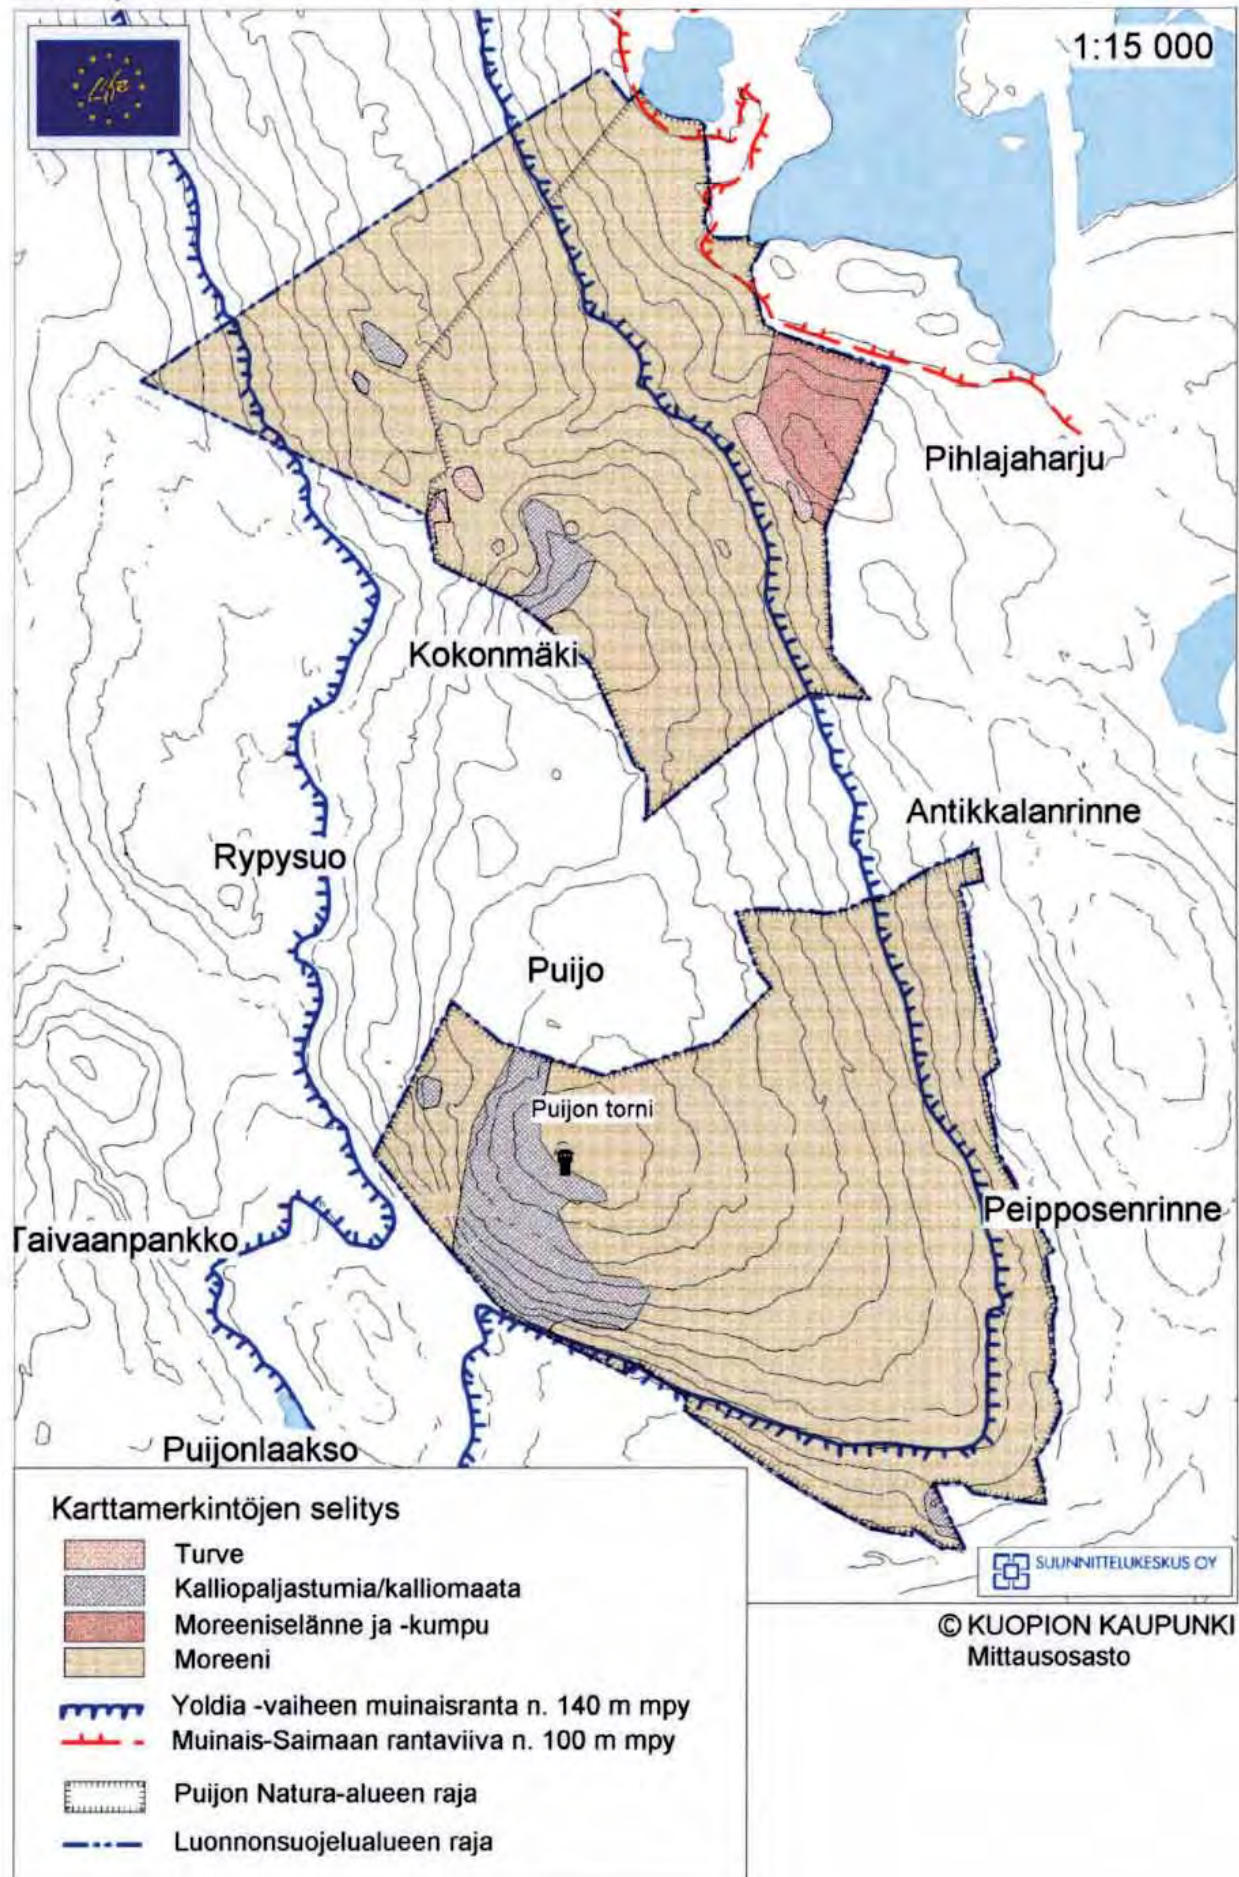 Life
1:15 000
Pihlajaharju
Kokonmäki
Antikkalanrinne
Rypysuo
Puijo
Puijon torni
Peipposenrinne
Taivaanpankko
Puijonlaakso
Karttamerkintöjen selitys
Turve
Kalliopaljastumia/kalliomaata
Moreeniselänne ja -kumpu
Moreeni
Yoldia -vaiheen muinaisranta n. 140 m mpy
Muinais-Saimaan rantaviiva n. 100 m mpy
Puijon Natura-alueen raja
Luonnonsuojelualueen raja
SUUNNITTELUKESKUS OY
© KUOPION KAUPUNKI
Mittausosasto